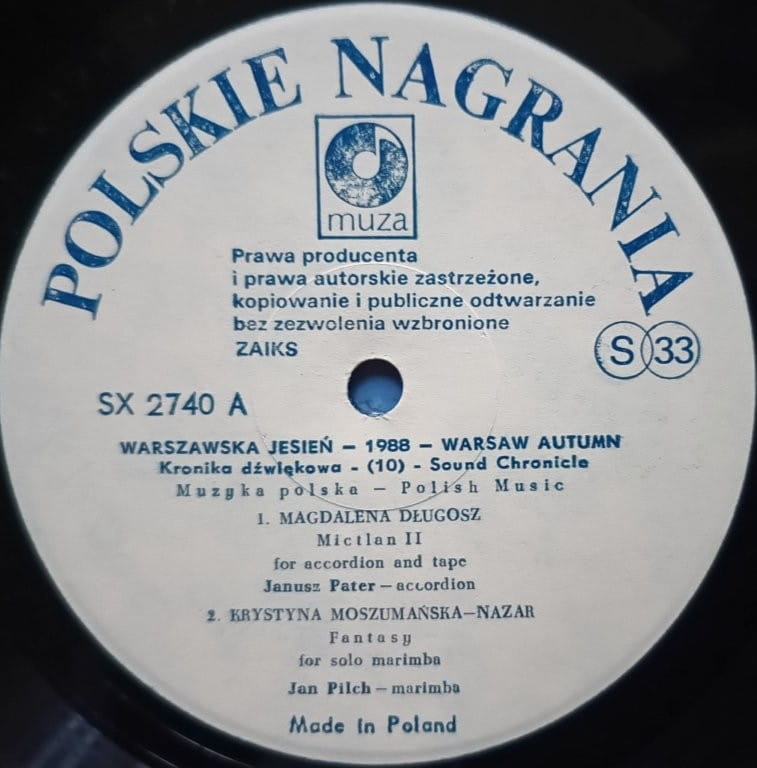 POLSKIE NAGRANIA
muza
Prawa producenta
i prawa autorskie zastrzeżone,
kopiowanie i publiczne odtwarzanie
bez zezwolenia wzbronione
ZAIKS
S 33
SX 2740 A
WARSZAWSKA JESIEŃ – 1988 – WARSAW AUTUMN
Kronika dźwiękowa - (10) - Sound Chronicle
Muzyka polska – Polish Music
1. MAGDALENA DŁUGOSZ
Mictlan II
for accordion and tape
Janusz Pater – accordion
2. KRYSTYNA MOSZUMAŃSKA–NAZAR
Fantasy
for solo marimba
Jan Pilch – marimba
Made in Poland